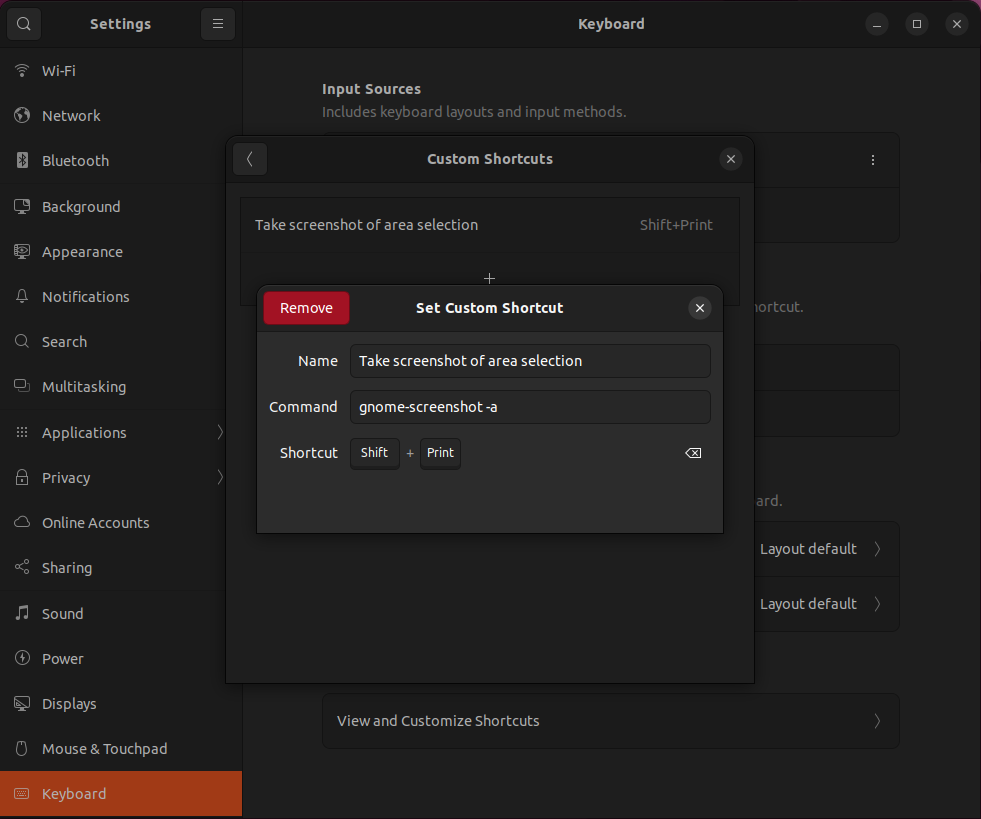 Settings
Keyboard
Wi-Fi
Network
Bluetooth
Background
Appearance
Notifications
Search
Multitasking
Applications
Privacy
Online Accounts
Sharing
Sound
Power
Displays
Mouse & Touchpad
Keyboard
Input Sources
Includes keyboard layouts and input methods.
Custom Shortcuts
Take screenshot of area selection Shift+Print
Remove Set Custom Shortcut
Name Take screenshot of area selection
Command gnome-screenshot -a
Shortcut Shift + Print
Layout default
Layout default
View and Customize Shortcuts